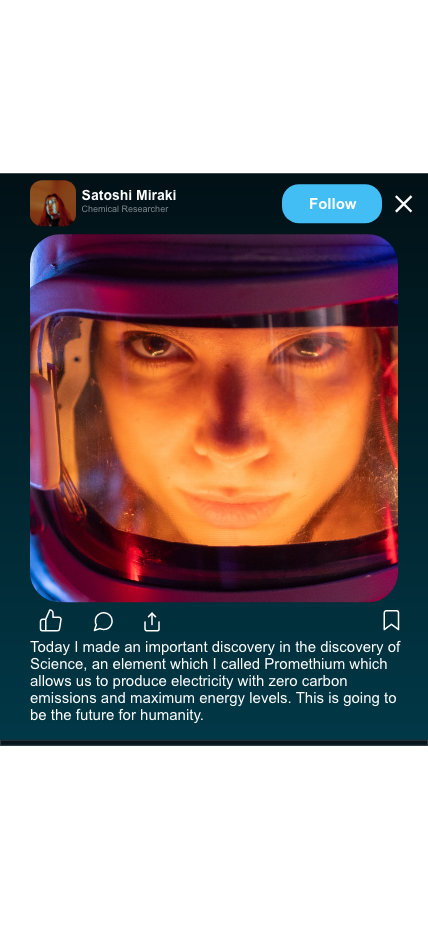 Satoshi Miraki
Chemical Researcher
Follow
Today I made an important discovery in the discovery of
Science, an element which I called Promethium which
allows us to produce electricity with zero carbon
emissions and maximum energy levels. This is going to
be the future for humanity.